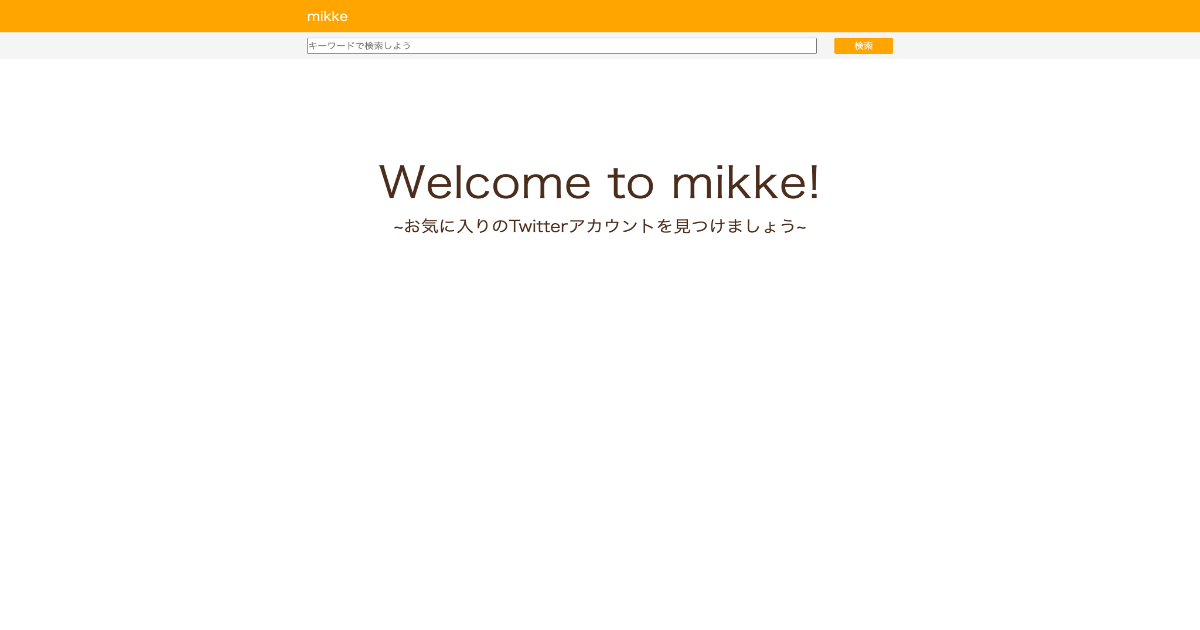 mikke
キーワードで検索しよう
検索
Welcome to mikke!
~お気に入りのTwitterアカウントを見つけましょう~